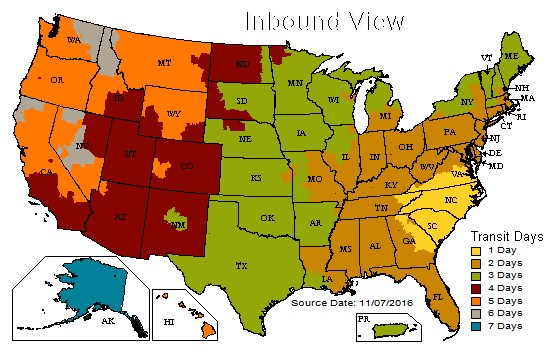 Inbound View
WA
OR
MT
ID
WY
NV
CA
UT
CO
AZ
NM
ND
SD
NE
KS
OK
TX
MN
IA
MO
AR
LA
WI
IL
MI
IN
OH
KY
TN
MS
AL
GA
FL
SC
NC
VA
WV
PA
NY
VT
ME
NH
MA
RI
CT
NJ
DE
MD
AK
HI
PR
Source Date: 11/07/2016
Transit Days
1 Day
2 Days
3 Days
4 Days
5 Days
6 Days
7 Days